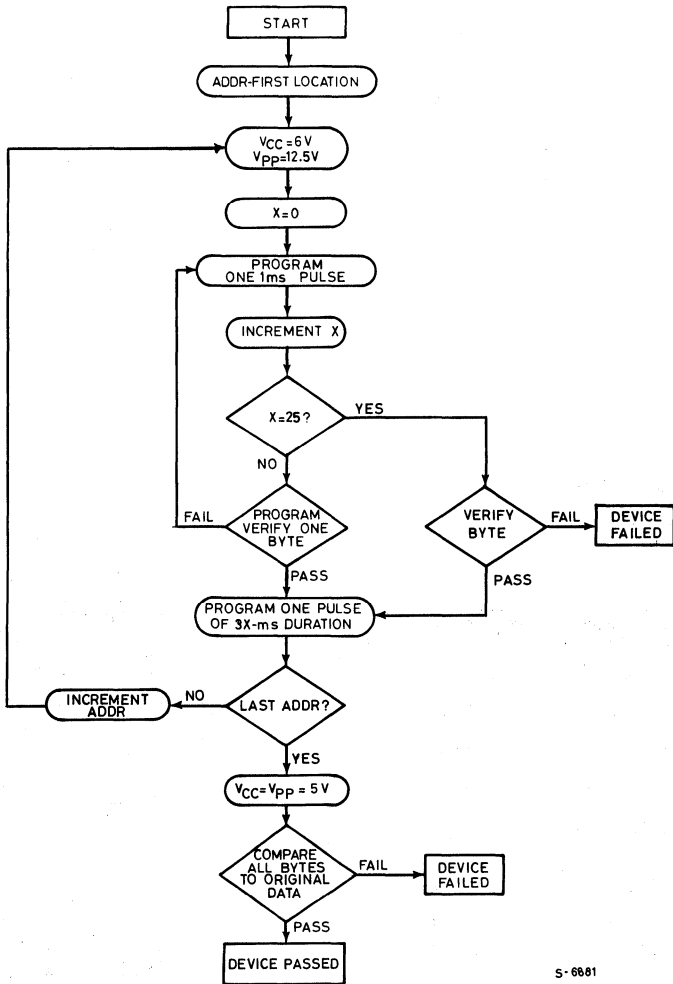 START
ADDR-FIRST LOCATION
VCC=6V
VPP=12.5V
X=0
PROGRAM
ONE 1ms PULSE
INCREMENT X
X=25?
YES
NO
PROGRAM
VERIFY ONE
BYTE
FAIL
VERIFY
BYTE
FAIL
DEVICE
FAILED
PASS
PASS
PROGRAM ONE PULSE
OF 3X-ms DURATION
INCREMENT
ADDR
NO
LAST ADDR?
YES
VCC=VPP=5V
COMPARE
ALL BYTES
TO ORIGINAL
DATA
FAIL
DEVICE
FAILED
PASS
DEVICE PASSED
S-6881